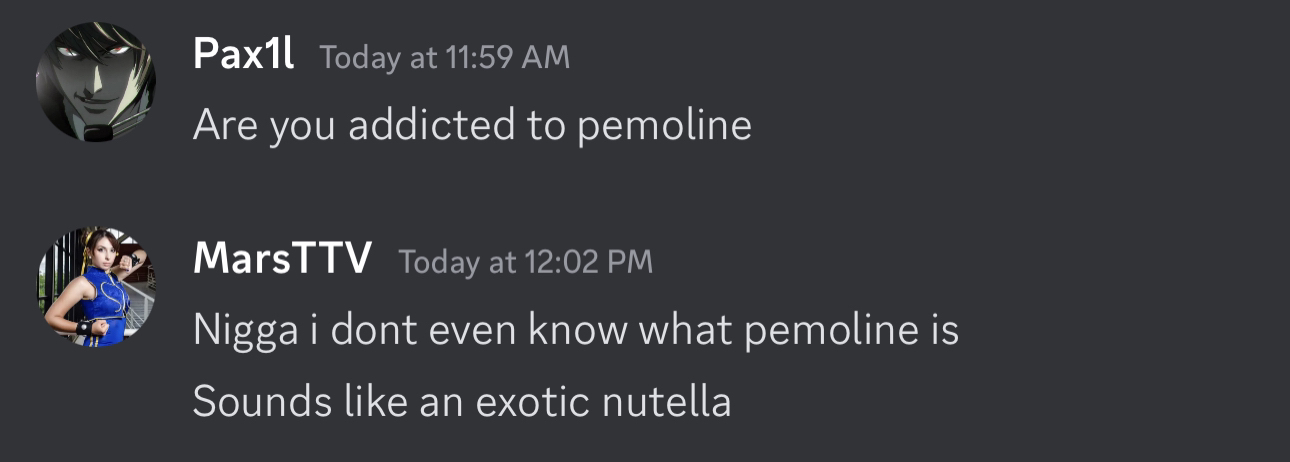 Pax1l Today at 11:59 AM
Are you addicted to pemoline
MarsTTV Today at 12:02 PM
Nigga i dont even know what pemoline is
Sounds like an exotic nutella